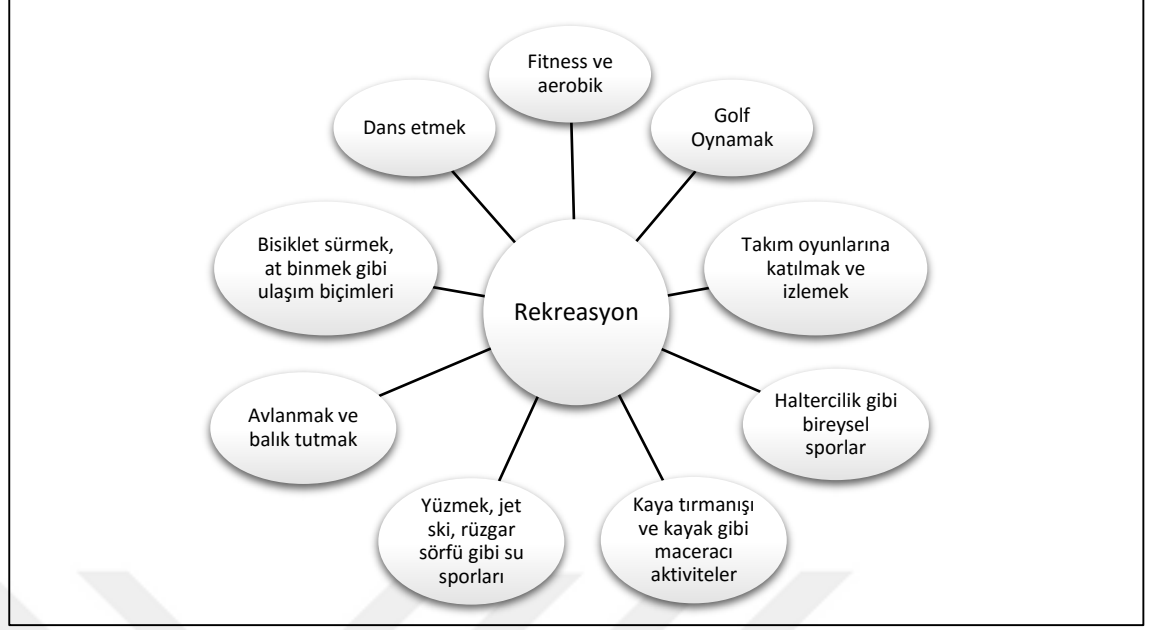 Fitness ve
aerobik
Golf
Oynamak
Dans etmek
Bisiklet sürmek,
at binmek gibi
ulaşım biçimleri
Takım oyunlarına
katılmak ve
izlemek
Rekreasyon
Haltercilik gibi
bireysel
sporlar
Avlanmak ve
balık tutmak
Yüzmek, jet
ski, rüzgar
sörfü gibi su
sporları
Kaya tırmanışı
ve kayak gibi
maceracı
aktiviteler